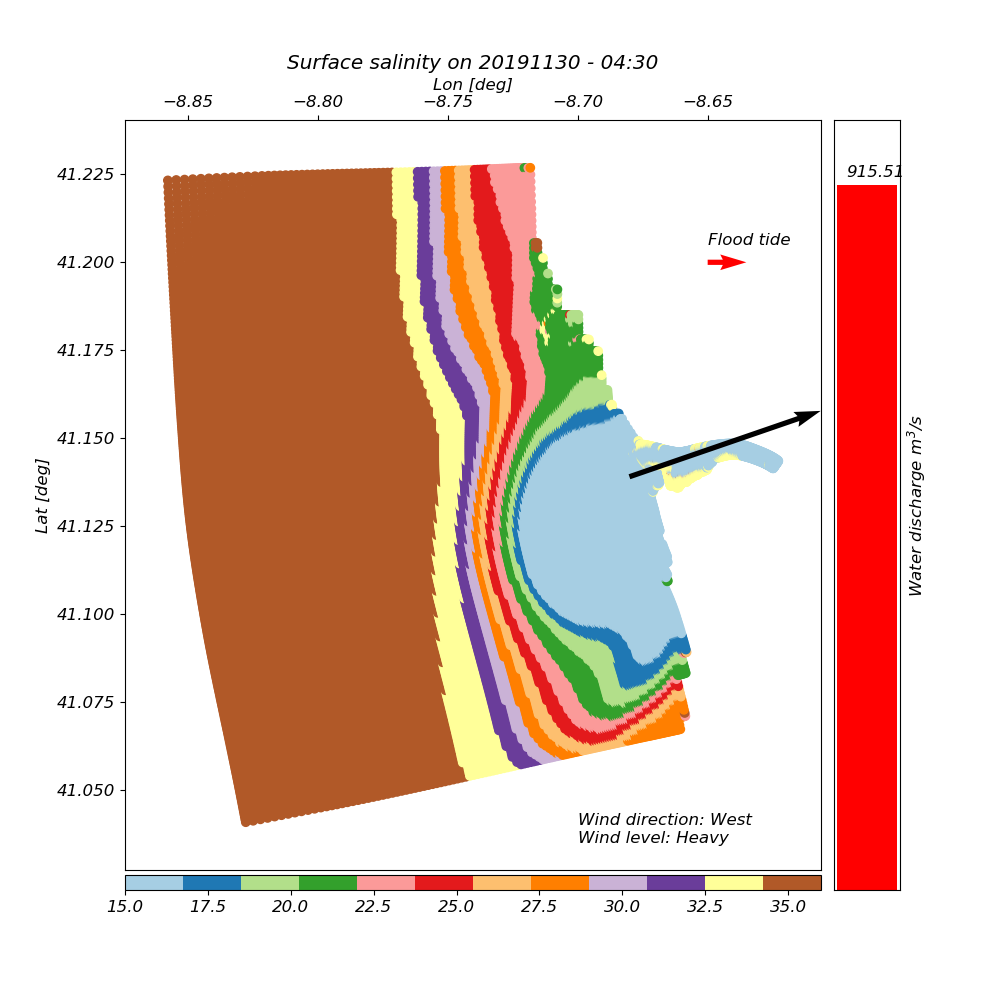 Surface salinity on 20191130 - 04:30
Lon [deg]
−8.85 −8.80 −8.75 −8.70 −8.65
915.51
41.225
Flood tide
41.200
41.175
41.150
Lat [deg]
Water discharge m³/s
41.125
41.100
41.075
41.050
Wind direction: West
Wind level: Heavy
15.0 17.5 20.0 22.5 25.0 27.5 30.0 32.5 35.0